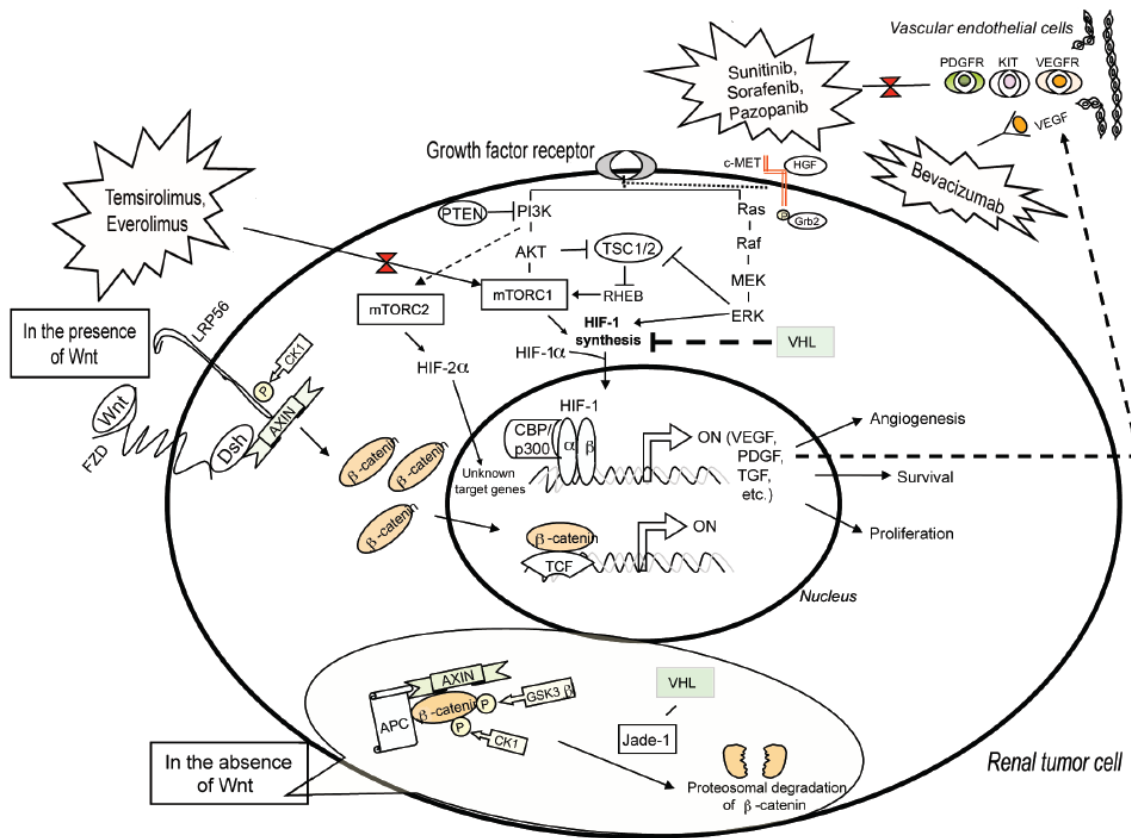 Vascular endothelial cells
PDGFR
KIT
VEGFR
Sunitinib,
Sorafenib,
Pazopanib
VEGF
Bevacizumab
Growth factor receptor
c-MET
HGF
P
Grb2
Temsirolimus,
Everolimus
PTEN
PI3K
Ras
Raf
AKT
TSC1/2
MEK
mTORC2
mTORC1
RHEB
ERK
HIF-1
synthesis
VHL
HIF-1α
HIF-2α
In the presence
of Wnt
LRP56
CK1
P
Wnt
FZD
Dsh
AXIN
β-catenin
β-catenin
β-catenin
Unknown
target genes
HIF-1
CBP/
p300
α
β
ON (VEGF,
PDGF,
TGF,
etc.)
Angiogenesis
Survival
Proliferation
β-catenin
TCF
ON
Nucleus
AXIN
APC
β-catenin
P
GSK3 β
P
CK1
VHL
Jade-1
Proteosomal degradation
of β-catenin
In the absence
of Wnt
Renal tumor cell